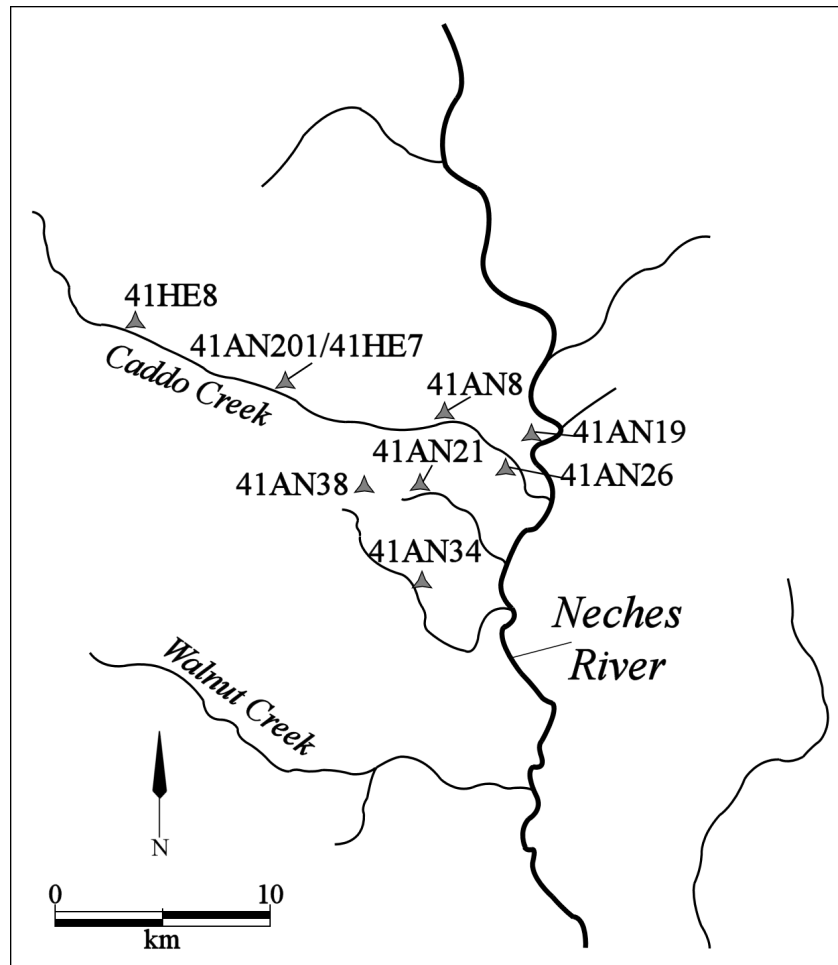 41HE8
41AN201/41HE7
Caddo Creek
41AN8
41AN19
41AN21
41AN26
41AN38
41AN34
Neches
River
Walnut Creek
N
0 10
km